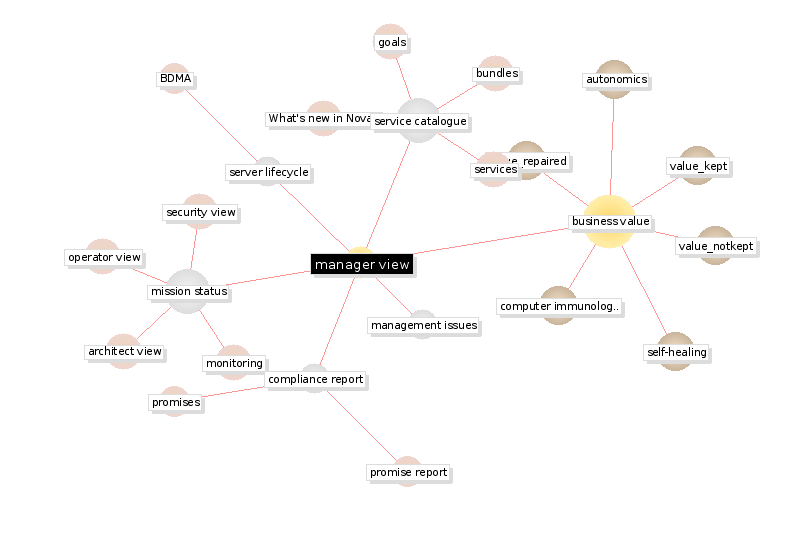 goals
BDMA
bundles
autonomics
What's new in Nova
service catalogue
e_repaired
services
value_kept
server lifecycle
security view
business value
operator view
value_notkept
manager view
mission status
computer immunolog..
management issues
architect view
self-healing
monitoring
compliance report
promises
promise report